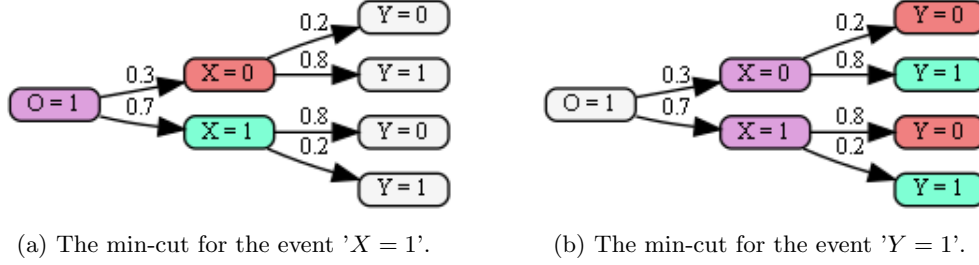 O = 1
0.3
0.7
X = 0
X = 1
0.2
0.8
0.8
0.2
Y = 0
Y = 1
Y = 0
Y = 1
(a) The min-cut for the event 'X = 1'.
O = 1
0.3
0.7
X = 0
X = 1
0.2
0.8
0.8
0.2
Y = 0
Y = 1
Y = 0
Y = 1
(b) The min-cut for the event 'Y = 1'.